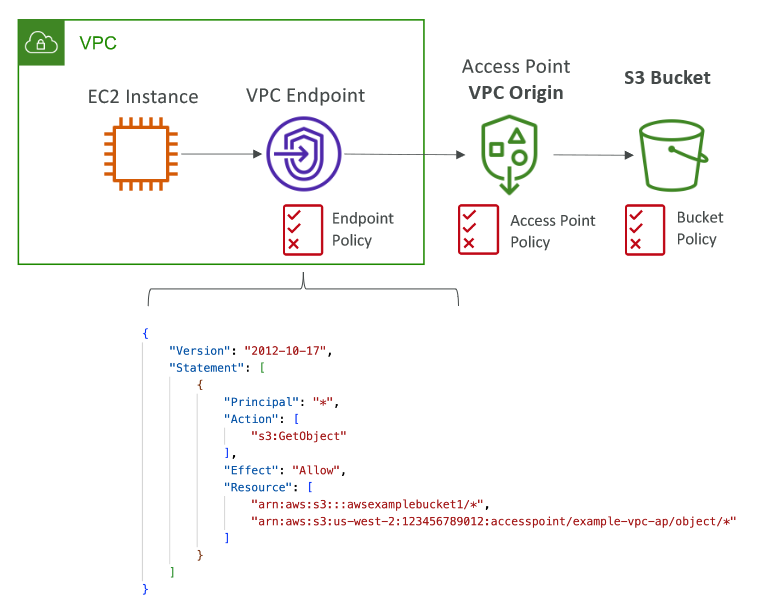 VPC
EC2 Instance
VPC Endpoint
Access Point
VPC Origin
S3 Bucket
Endpoint
Policy
Access Point
Policy
Bucket
Policy
{
    "Version": "2012-10-17",
    "Statement": [
        {
            "Principal": "*",
            "Action": [
                "s3:GetObject"
            ],
            "Effect": "Allow",
            "Resource": [
                "arn:aws:s3:::awsexamplebucket1/*",
                "arn:aws:s3:us-west-2:123456789012:accesspoint/example-vpc-ap/object/*"
            ]
        }
    ]
}